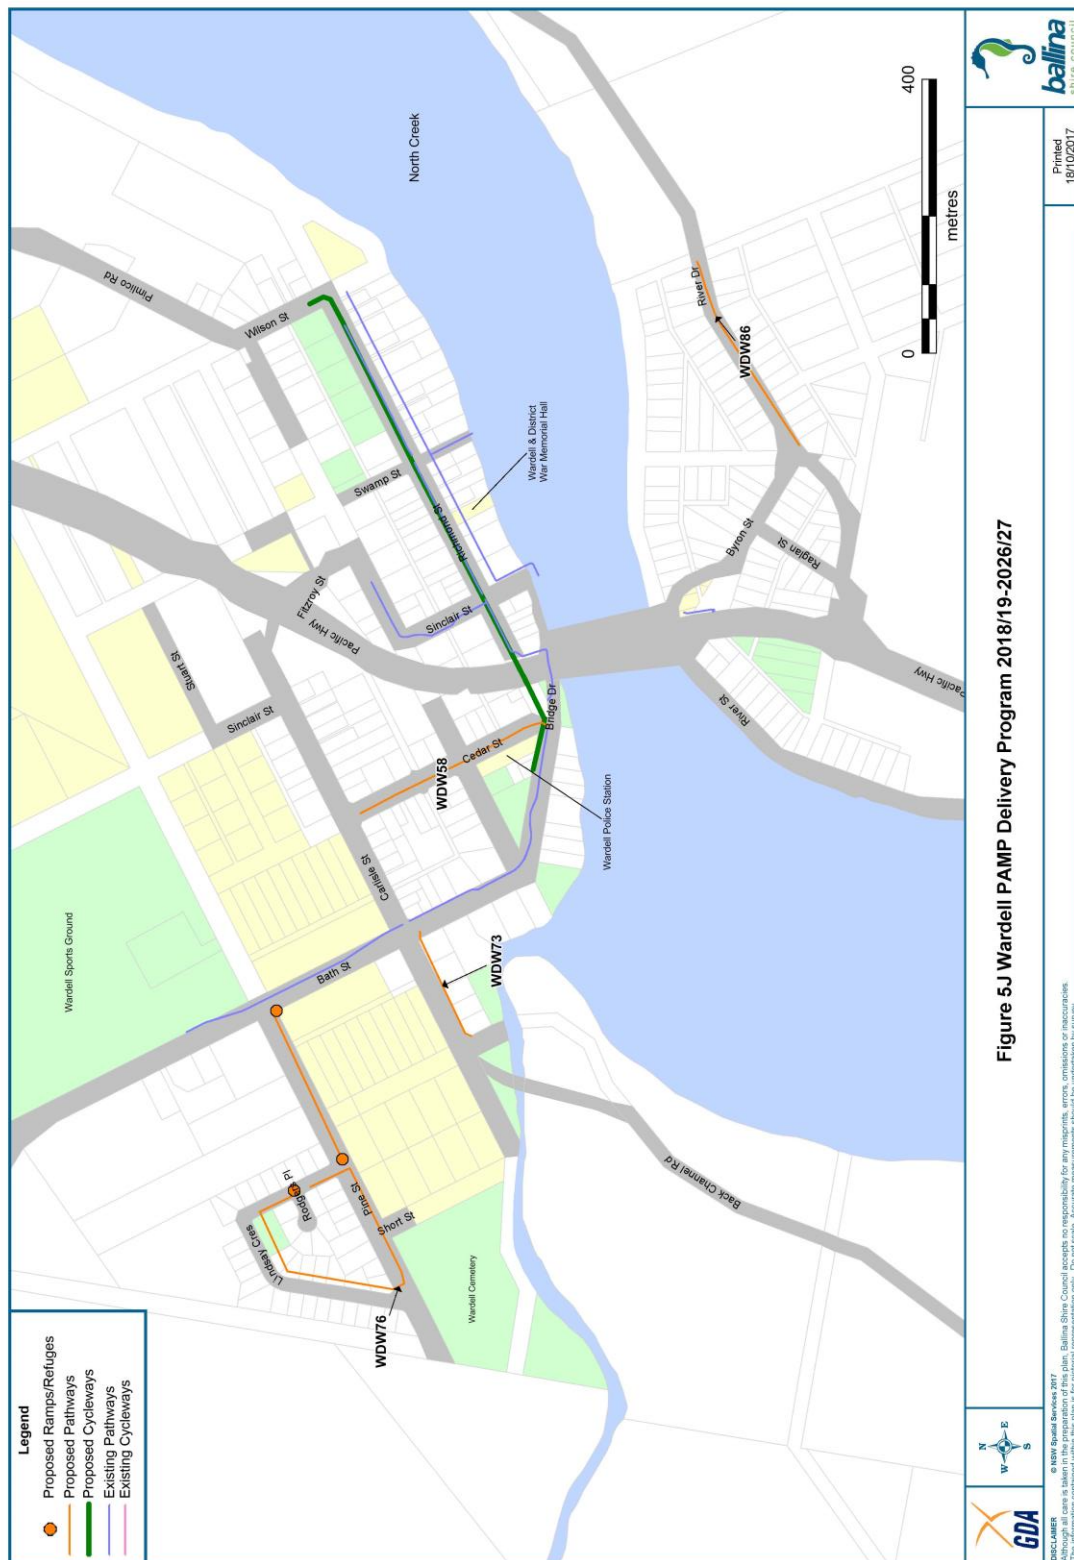 Legend
Proposed Ramps/Refuges
Proposed Pathways
Proposed Cycleways
Existing Pathways
Existing Cycleways
Wardell Sports Ground
North Creek
Pimlico Rd
Wilson St
Swamp St
Richmond St
Wardell & District
War Memorial Hall
Fitzroy St
Pacific Hwy
Sinclair St
Stuart St
Sinclair St
Cedar St
WDW58
Bridge Dr
Wardell Police Station
Carlisle St
Bath St
WDW73
Lindsay Cres
Pine St
Short St
WDW76
Wardell Cemetery
Back Channel Rd
River Dr
WDW86
Byron St
Raglan St
River St
Pacific Hwy
0
400
metres
GDA
N
W
E
S
Figure 5J Wardell PAMP Delivery Program 2018/19-2026/27
Printed
18/10/2017
ballina
shire council
DISCLAIMER
© NSW Spatial Services 2017
Although all care is taken in the preparation of this plan, Ballina Shire Council accepts no responsibility for any misprints, errors, omissions or inaccuracies.